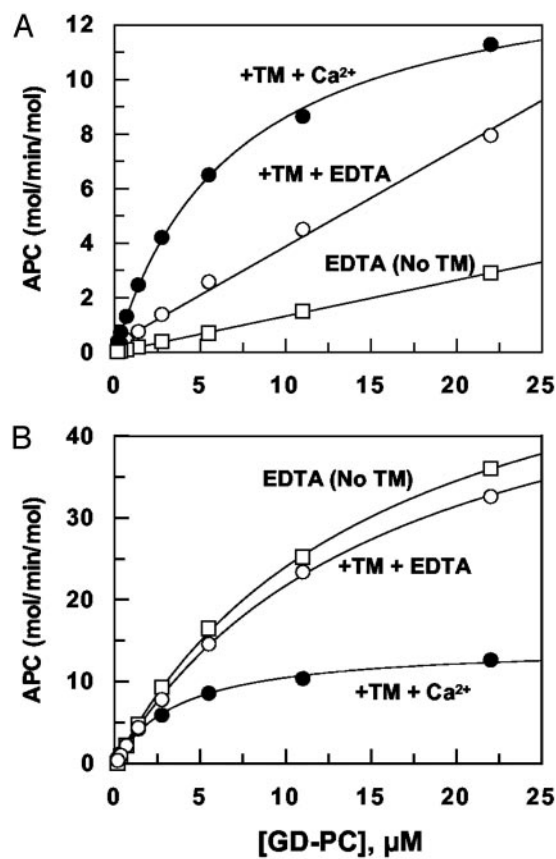 A
12
+TM + Ca²⁺
10
8
+TM + EDTA
6
EDTA (No TM)
4
2
0
APC (mol/min/mol)
0 5 10 15 20 25
B
40
EDTA (No TM)
30
+TM + EDTA
20
10
+TM + Ca²⁺
0
APC (mol/min/mol)
0 5 10 15 20 25
[GD-PC], μM